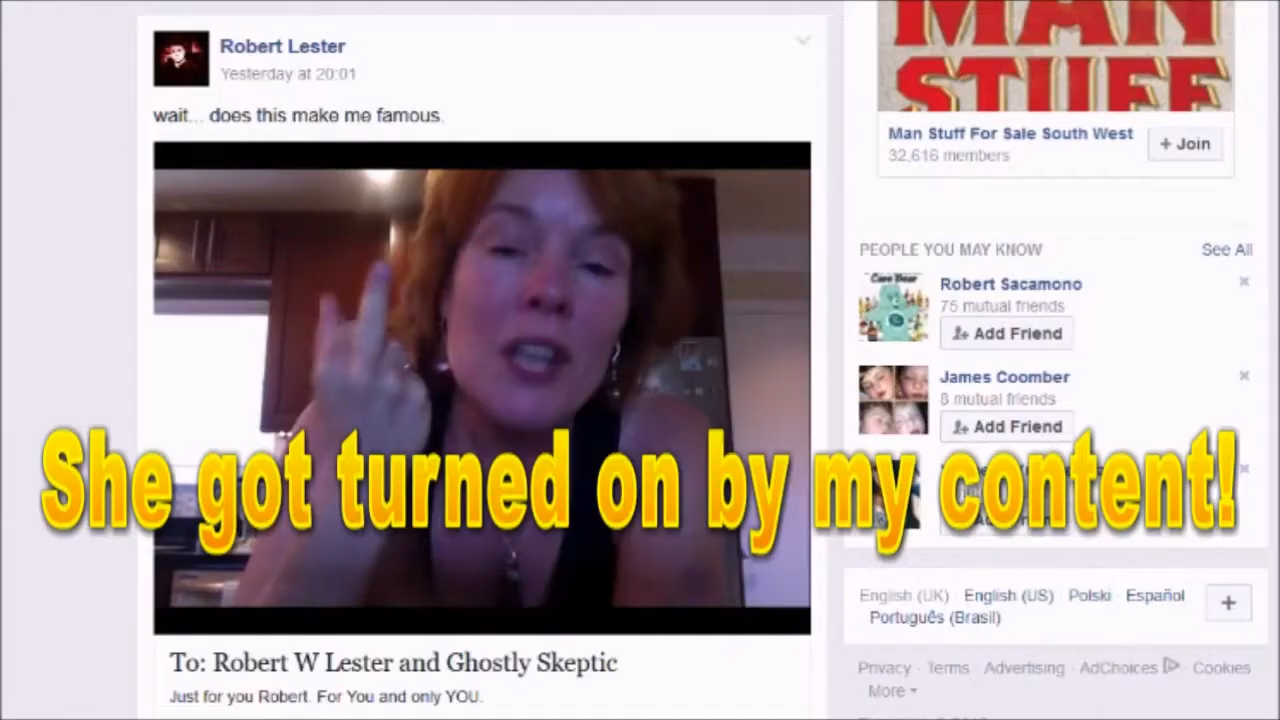 Robert Lester
Yesterday at 20:01
wait... does this make me famous.
She got turned on by my content!
To: Robert W Lester and Ghostly Skeptic
Just for you Robert. For You and only YOU.
MAN
STUFF
Man Stuff For Sale South West
32,616 members
+ Join
PEOPLE YOU MAY KNOW
See All
Care Bear
Robert Sacamono
75 mutual friends
Add Friend
James Coomber
8 mutual friends
Add Friend
English (UK) · English (US) · Polski · Español ·
Português (Brasil)
+
Privacy · Terms · Advertising · AdChoices · Cookies ·
More